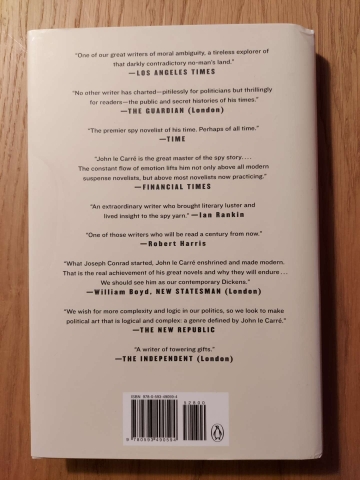 "One of our great writers of moral ambiguity, a tireless explorer of
that darkly contradictory no-man's land."
—LOS ANGELES TIMES
"No other writer has charted—pitilessly for politicians but thrillingly
for readers—the public and secret histories of his times."
—THE GUARDIAN (London)
"The premier spy novelist of his time. Perhaps of all time."
—TIME
"John le Carré is the great master of the spy story . . .
The constant flow of emotion lifts him not only above all modern
suspense novelists, but above most novelists now practicing."
—FINANCIAL TIMES
"An extraordinary writer who brought literary luster and
lived insight to the spy yarn." —Ian Rankin
"One of those writers who will be read a century from now."
—Robert Harris
"What Joseph Conrad started, John le Carré enshrined and made modern.
That is the real achievement of his great novels and why they will endure . . .
We should see him as our contemporary Dickens."
—William Boyd, NEW STATESMAN (London)
"We wish for more complexity and logic in our politics, so we look to make
political art that is logical and complex: a genre defined by John le Carré."
—THE NEW REPUBLIC
"A writer of towering gifts."
—THE INDEPENDENT (London)